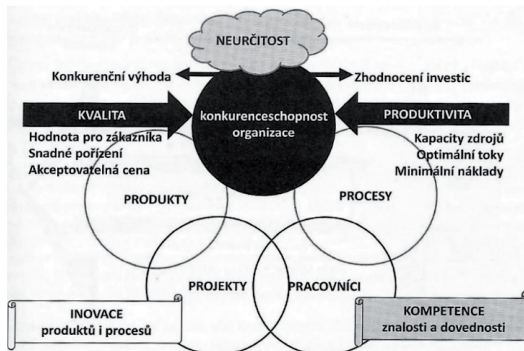 NEURČITOST
Konkurenční výhoda
Zhodnocení investic
KVALITA
konkurenceschopnost
organizace
PRODUKTIVITA
Hodnota pro zákazníka
Snadné pořízení
Akceptovatelná cena
Kapacity zdrojů
Optimální toky
Minimální náklady
PRODUKTY
PROCESY
PROJEKTY
PRACOVNÍCI
INOVACE
produktů i procesů
KOMPETENCE
znalosti a dovednosti